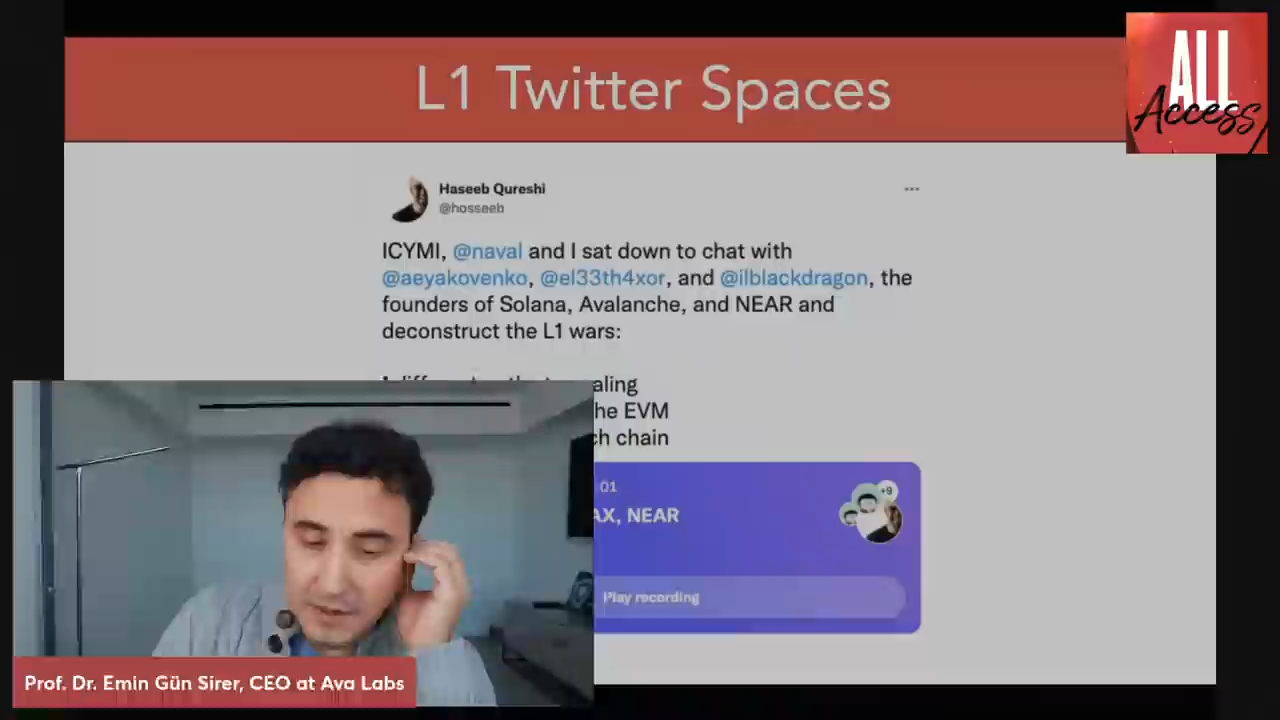 L1 Twitter Spaces
ALL
Access
Haseeb Qureshi
@hosseeb
ICYMI, @naval and I sat down to chat with
@aeyakovenko, @el33th4xor, and @ilblackdragon, the
founders of Solana, Avalanche, and NEAR and
deconstruct the L1 wars:
aling
he EVM
ch chain
01
+9
AX, NEAR
Play recording
Prof. Dr. Emin Gün Sirer, CEO at Ava Labs